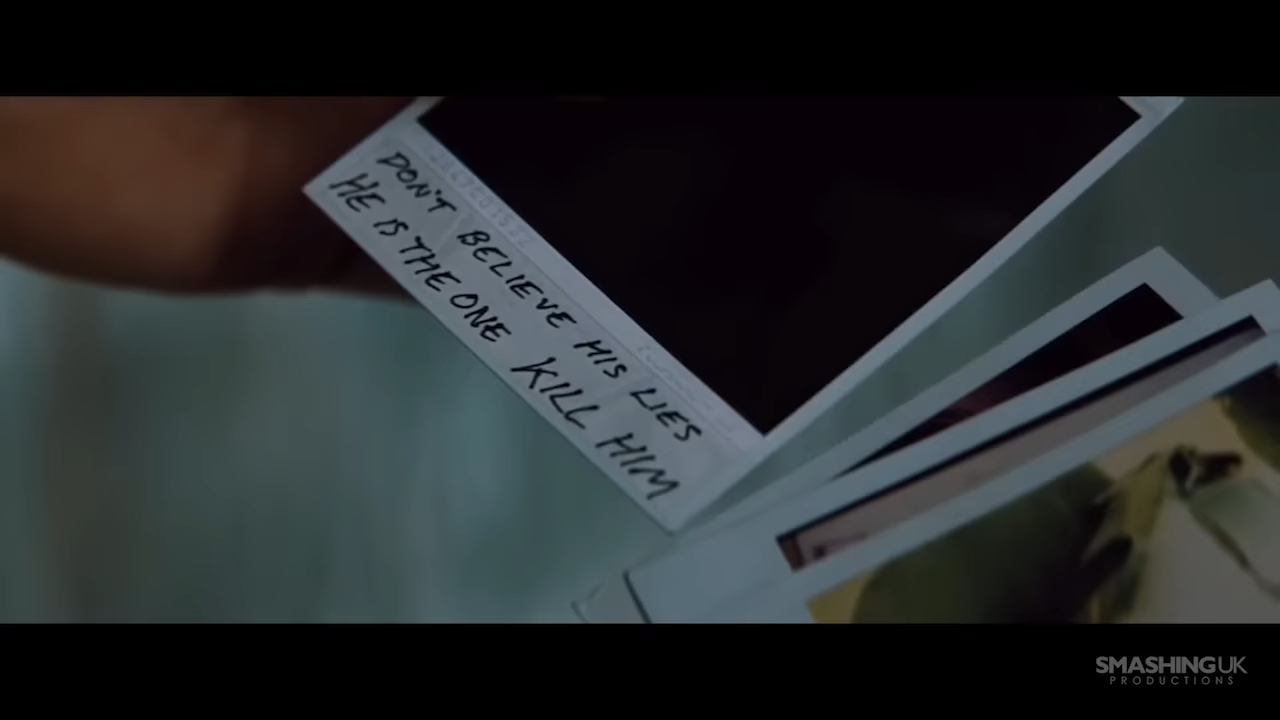 DON'T BELIEVE HIS LIES
HE IS THE ONE KILL HIM
SMASHING UK
PRODUCTIONS